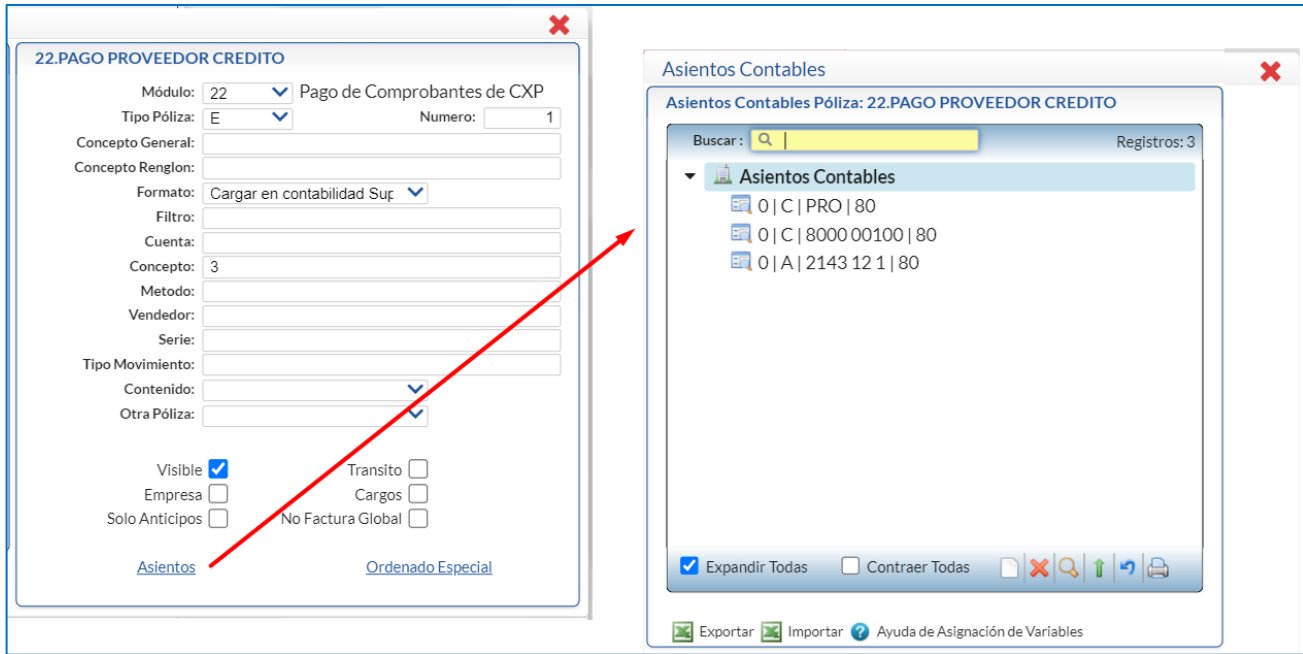 22.PAGO PROVEEDOR CREDITO
Módulo: 22 Pago de Comprobantes de CXP
Tipo Póliza: E Numero: 1
Concepto General:
Concepto Renglon:
Formato: Cargar en contabilidad Sup
Filtro:
Cuenta:
Concepto: 3
Metodo:
Vendedor:
Serie:
Tipo Movimiento:
Contenido:
Otra Póliza:
Visible Transito
Empresa Cargos
Solo Anticipos No Factura Global
Asientos Ordenado Especial
Asientos Contables
Asientos Contables Póliza: 22.PAGO PROVEEDOR CREDITO
Buscar : Registros: 3
Asientos Contables
0 | C | PRO | 80
0 | C | 8000 00100 | 80
0 | A | 2143 12 1 | 80
Expandir Todas Contraer Todas
Exportar Importar Ayuda de Asignación de Variables